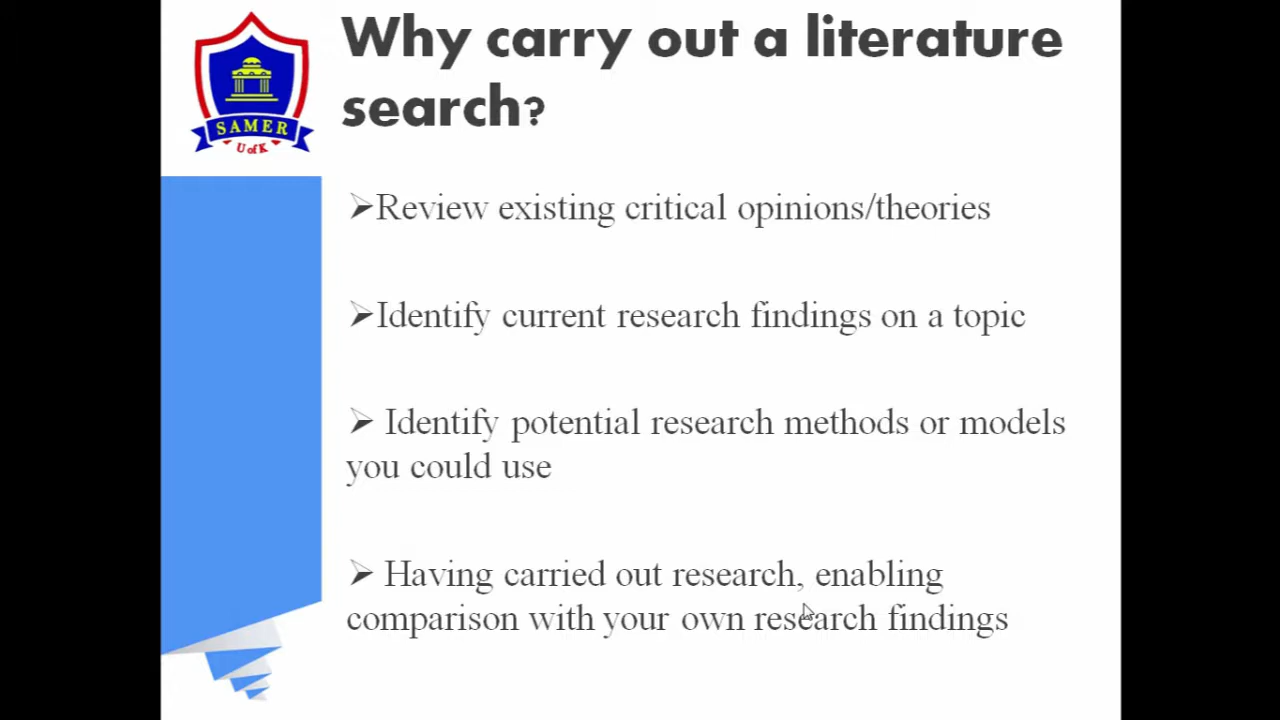 SAMER
U of K
Why carry out a literature
search?
➢Review existing critical opinions/theories
➢Identify current research findings on a topic
➢ Identify potential research methods or models
you could use
➢ Having carried out research, enabling
comparison with your own research findings